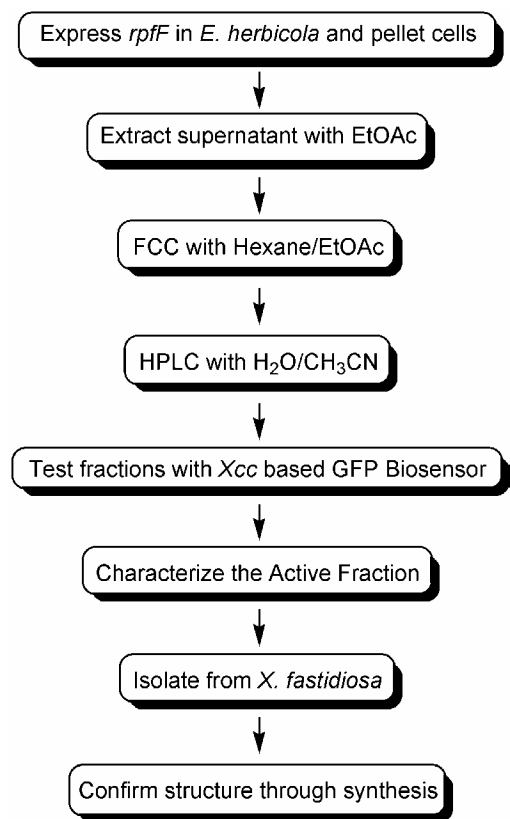 Express rpfF in E. herbicola and pellet cells
Extract supernatant with EtOAc
FCC with Hexane/EtOAc
HPLC with H₂O/CH₃CN
Test fractions with Xcc based GFP Biosensor
Characterize the Active Fraction
Isolate from X. fastidiosa
Confirm structure through synthesis